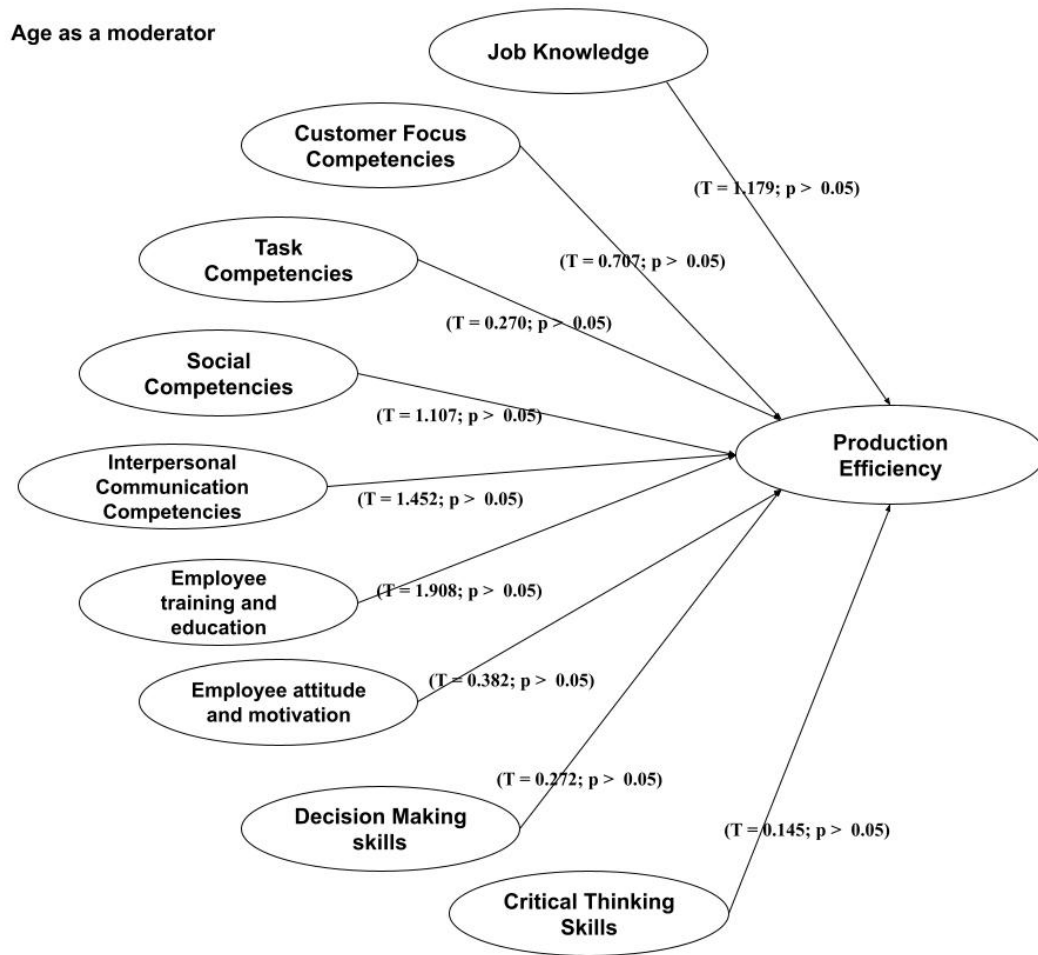 Age as a moderator
Job Knowledge
Customer Focus
Competencies
(T = 1.179; p > 0.05)
Task
Competencies
(T = 0.707; p > 0.05)
(T = 0.270; p > 0.05)
Social
Competencies
(T = 1.107; p > 0.05)
Production
Efficiency
Interpersonal
Communication
Competencies
(T = 1.452; p > 0.05)
Employee
training and
education
(T = 1.908; p > 0.05)
Employee attitude
and motivation
(T = 0.382; p > 0.05)
(T = 0.272; p > 0.05)
Decision Making
skills
(T = 0.145; p > 0.05)
Critical Thinking
Skills